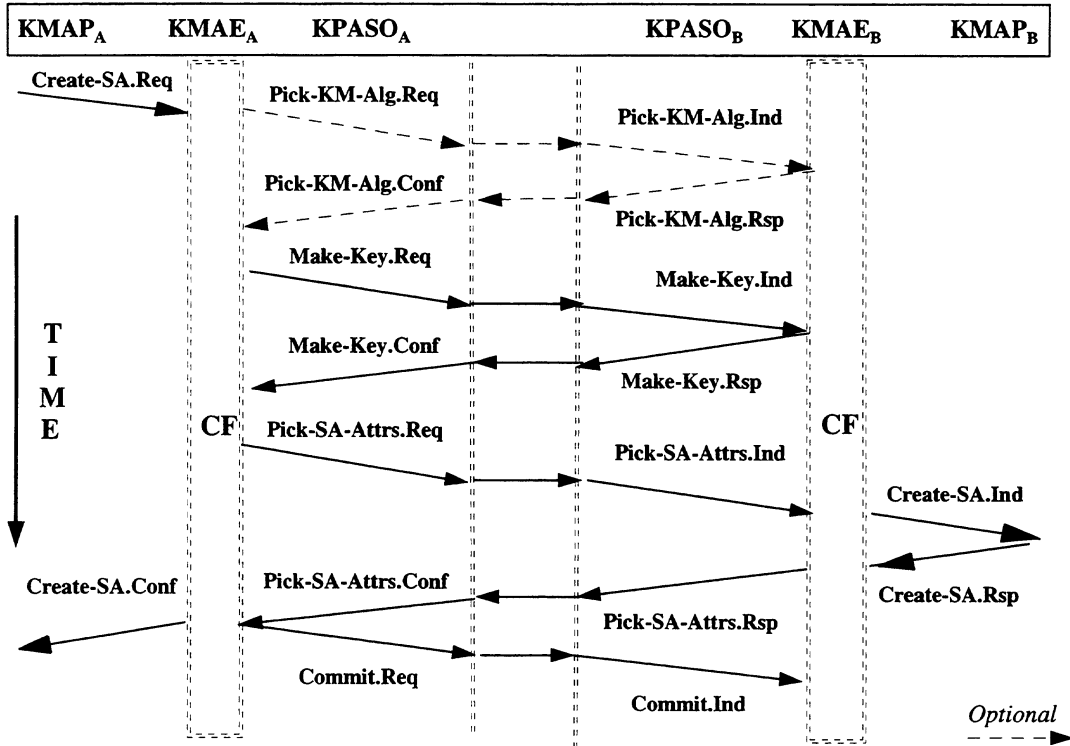 KMAP_A KMAE_A KPASO_A KPASO_B KMAE_B KMAP_B
Create-SA.Req
Pick-KM-Alg.Req
Pick-KM-Alg.Ind
Pick-KM-Alg.Conf
Pick-KM-Alg.Rsp
Make-Key.Req
Make-Key.Ind
TIME
Make-Key.Conf
Make-Key.Rsp
CF
CF
Pick-SA-Attrs.Req
Pick-SA-Attrs.Ind
Create-SA.Ind
Create-SA.Conf
Pick-SA-Attrs.Conf
Create-SA.Rsp
Pick-SA-Attrs.Rsp
Commit.Req
Commit.Ind
Optional